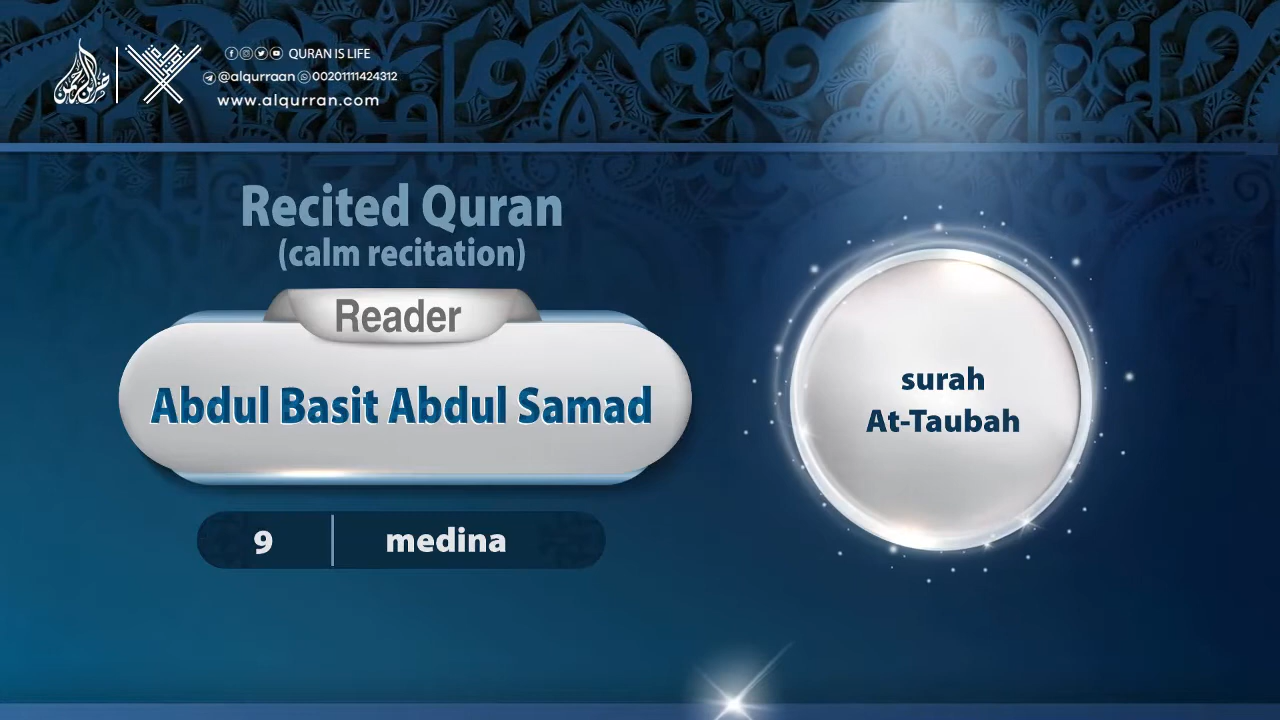 QURAN IS LIFE
@alqurraan 00201111424312
www.alqurran.com
Recited Quran
(calm recitation)
Reader
Abdul Basit Abdul Samad
9 medina
surah
At-Taubah